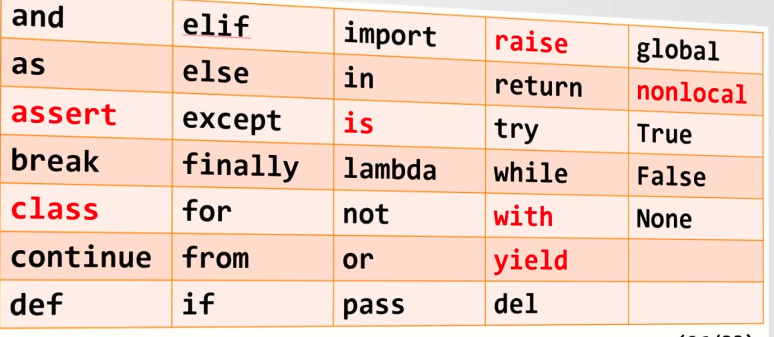 and elif import raise global
as else in return nonlocal
assert except is try True
break finally lambda while False
class for not with None
continue from or yield
def if pass del